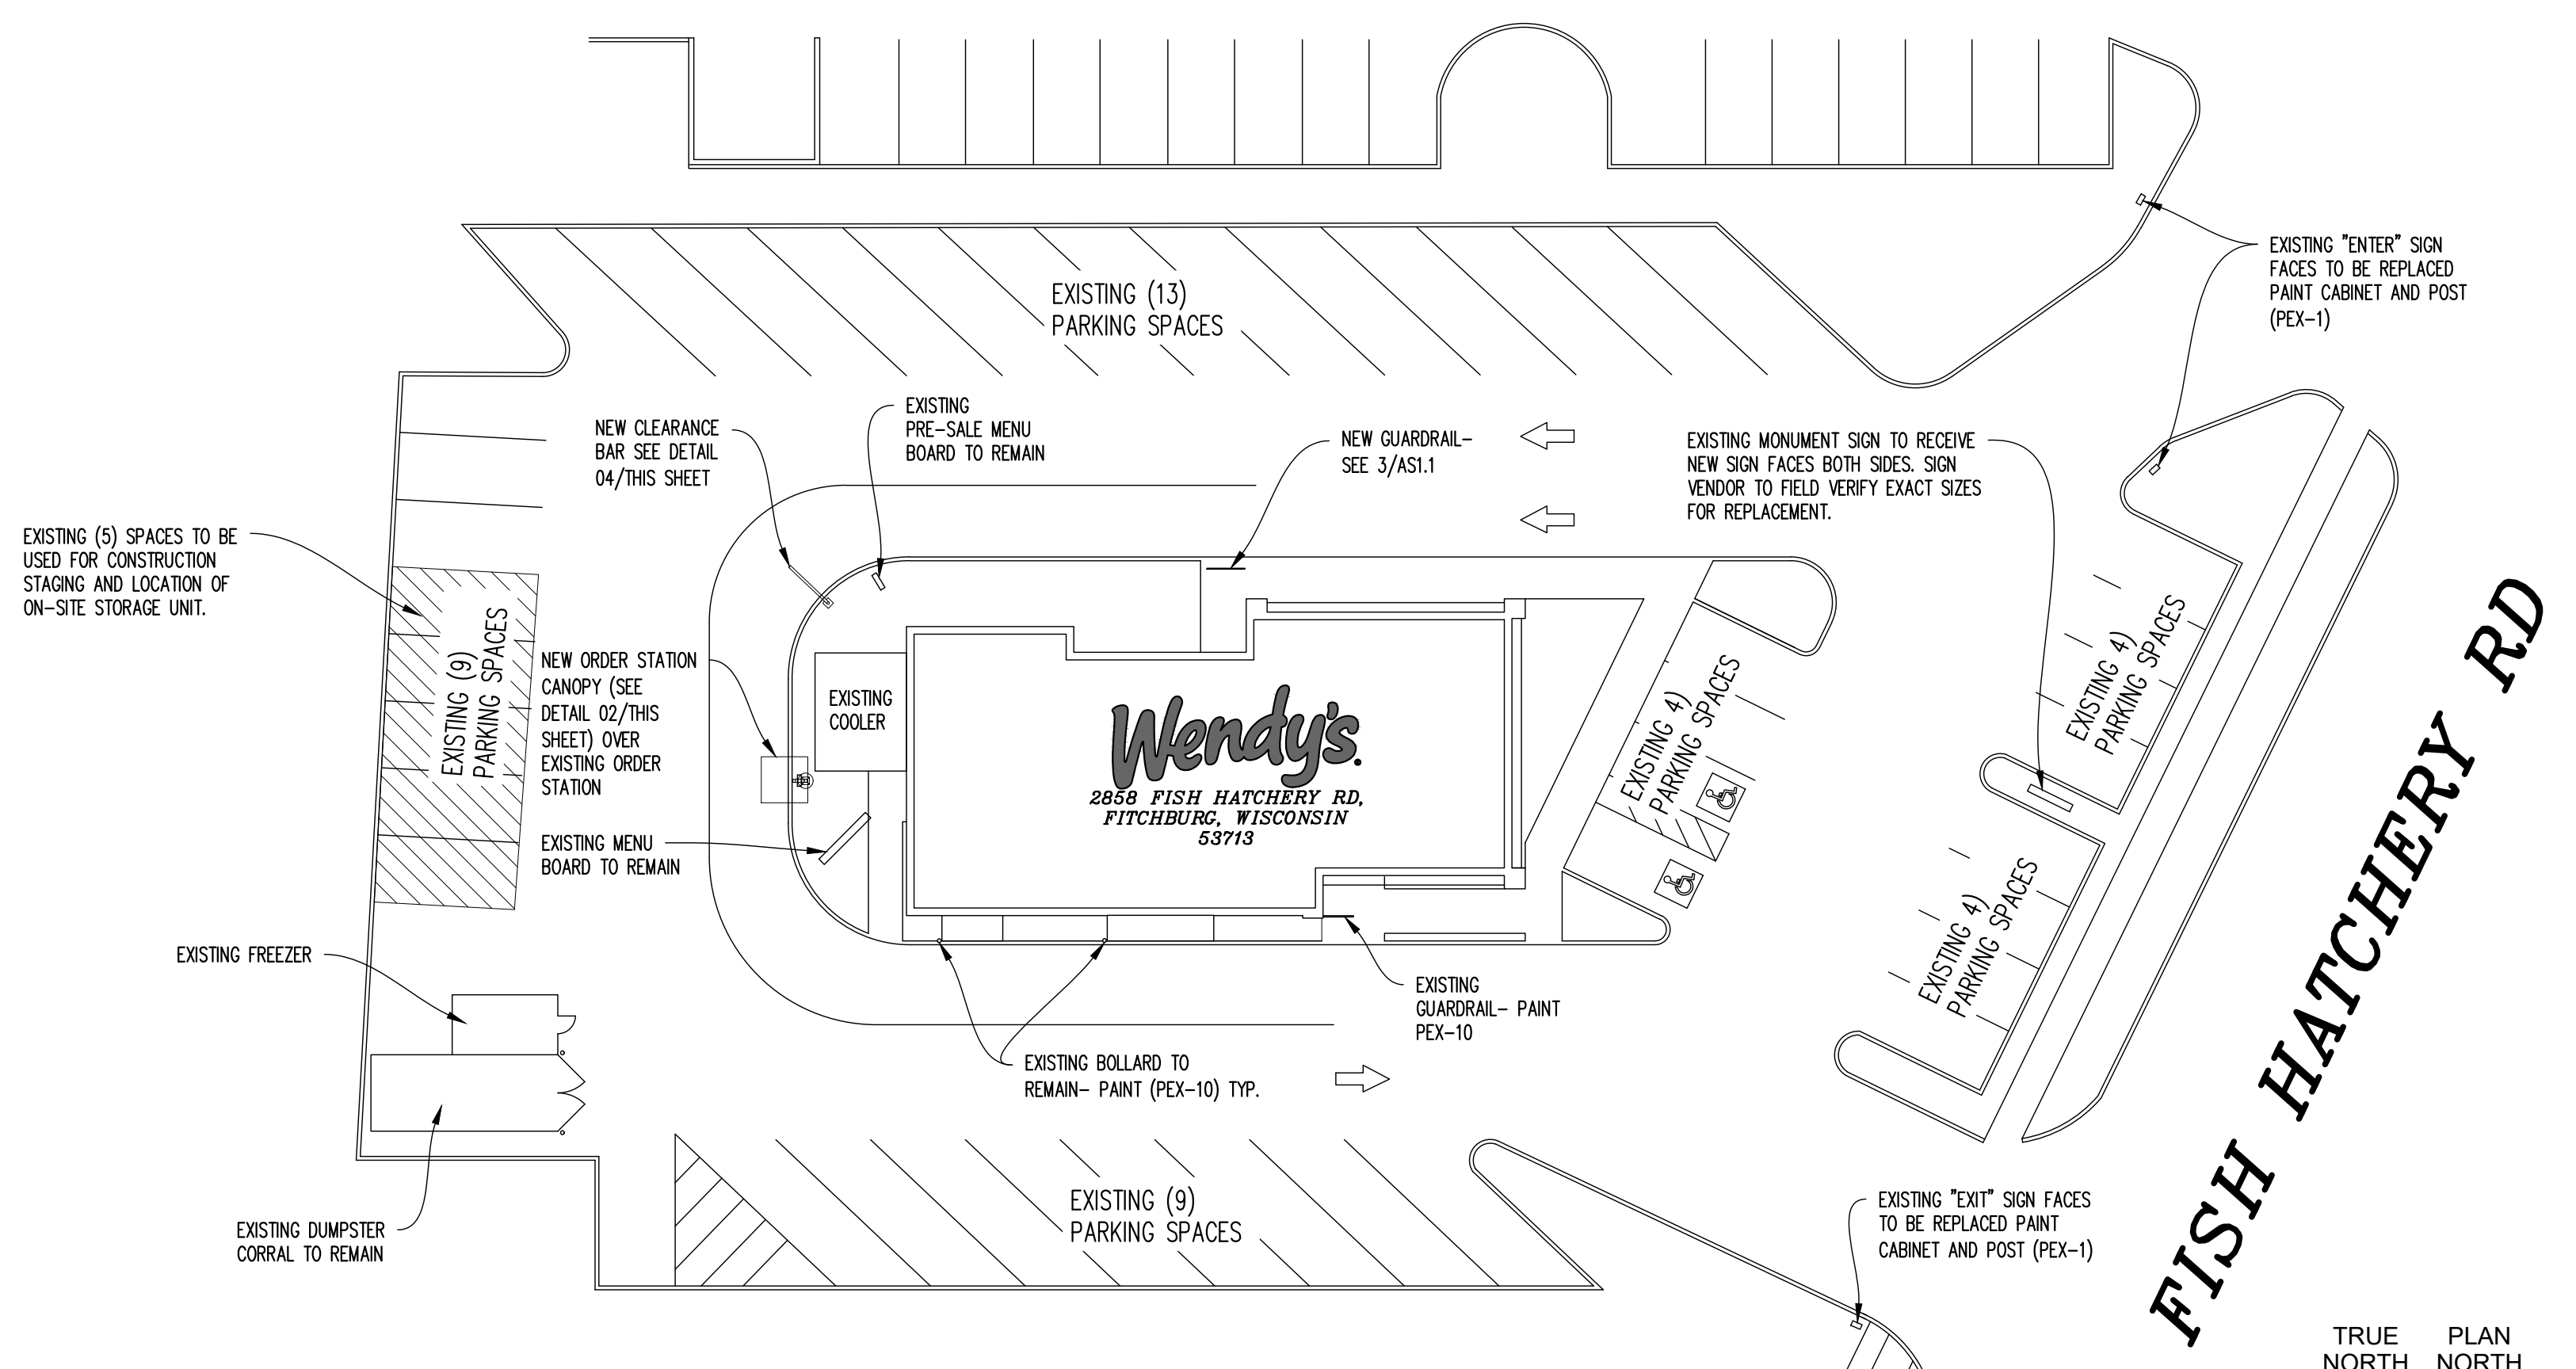 EXISTING "ENTER" SIGN
FACES TO BE REPLACED
PAINT CABINET AND POST
(PEX-1)
EXISTING (13)
PARKING SPACES
NEW CLEARANCE
BAR SEE DETAIL
04/THIS SHEET
EXISTING
PRE-SALE MENU
BOARD TO REMAIN
NEW GUARDRAIL-
SEE 3/AS1.1
EXISTING MONUMENT SIGN TO RECEIVE
NEW SIGN FACES BOTH SIDES. SIGN
VENDOR TO FIELD VERIFY EXACT SIZES
FOR REPLACEMENT.
EXISTING (5) SPACES TO BE
USED FOR CONSTRUCTION
STAGING AND LOCATION OF
ON-SITE STORAGE UNIT.
EXISTING (9)
PARKING SPACES
NEW ORDER STATION
CANOPY (SEE
DETAIL 02/THIS
SHEET) OVER
EXISTING ORDER
STATION
EXISTING
COOLER
Wendy's.
2858 FISH HATCHERY RD,
FITCHBURG, WISCONSIN
53713
EXISTING 4)
PARKING SPACES
EXISTING 4)
PARKING SPACES
EXISTING 4)
PARKING SPACES
FISH HATCHERY RD
EXISTING MENU
BOARD TO REMAIN
EXISTING FREEZER
EXISTING
GUARDRAIL- PAINT
PEX-10
EXISTING BOLLARD TO
REMAIN- PAINT (PEX-10) TYP.
EXISTING DUMPSTER
CORRAL TO REMAIN
EXISTING (9)
PARKING SPACES
EXISTING "EXIT" SIGN FACES
TO BE REPLACED PAINT
CABINET AND POST (PEX-1)
TRUE
NORTH
PLAN
NORTH